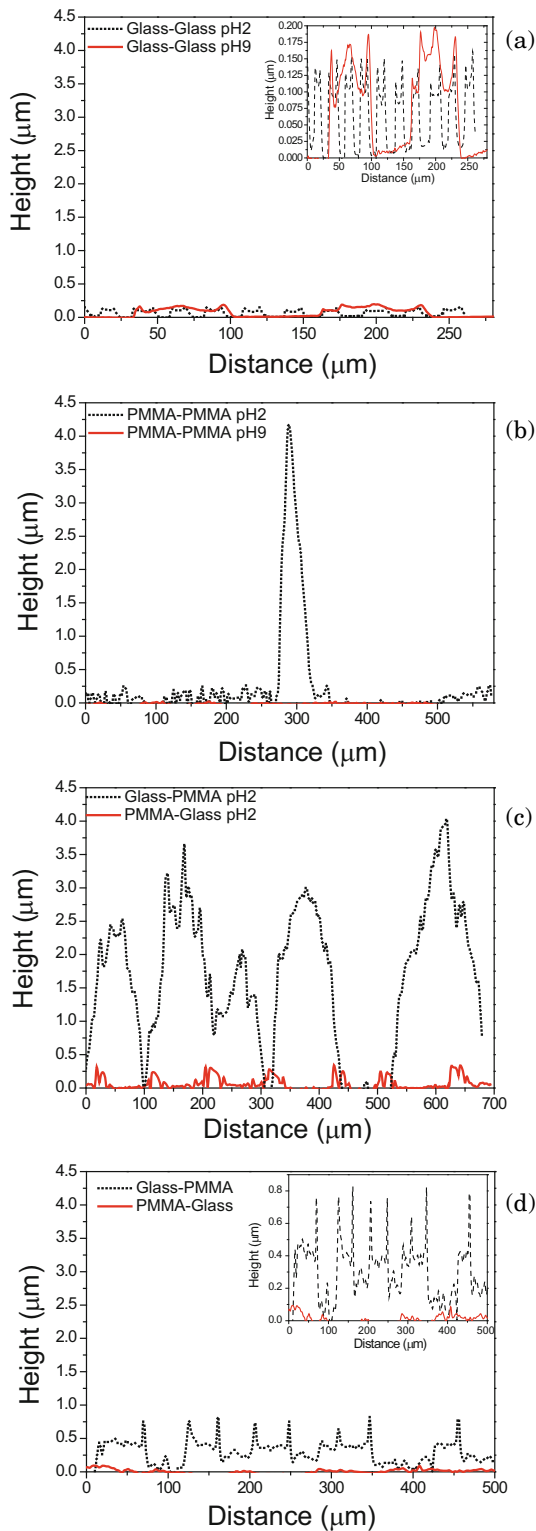 Glass-Glass pH2
Glass-Glass pH9
(a)
4.5
4.0
3.5
3.0
2.5
2.0
1.5
1.0
0.5
0.0
Height (μm)
0 50 100 150 200 250
Distance (μm)
0.200
0.175
0.150
0.125
0.100
0.075
0.050
0.025
0.000
Height (μm)
0 50 100 150 200 250
Distance (μm)
PMMA-PMMA pH2
PMMA-PMMA pH9
(b)
4.5
4.0
3.5
3.0
2.5
2.0
1.5
1.0
0.5
0.0
Height (μm)
0 100 200 300 400 500
Distance (μm)
Glass-PMMA pH2
PMMA-Glass pH2
(c)
4.5
4.0
3.5
3.0
2.5
2.0
1.5
1.0
0.5
0.0
Height (μm)
0 100 200 300 400 500 600 700
Distance (μm)
Glass-PMMA
PMMA-Glass
(d)
4.5
4.0
3.5
3.0
2.5
2.0
1.5
1.0
0.5
0.0
Height (μm)
0 50 100 150 200 250 300 350 400 450 500
Distance (μm)
0.8
0.6
0.4
0.2
0.0
Height (μm)
0 100 200 300 400 500
Distance (μm)